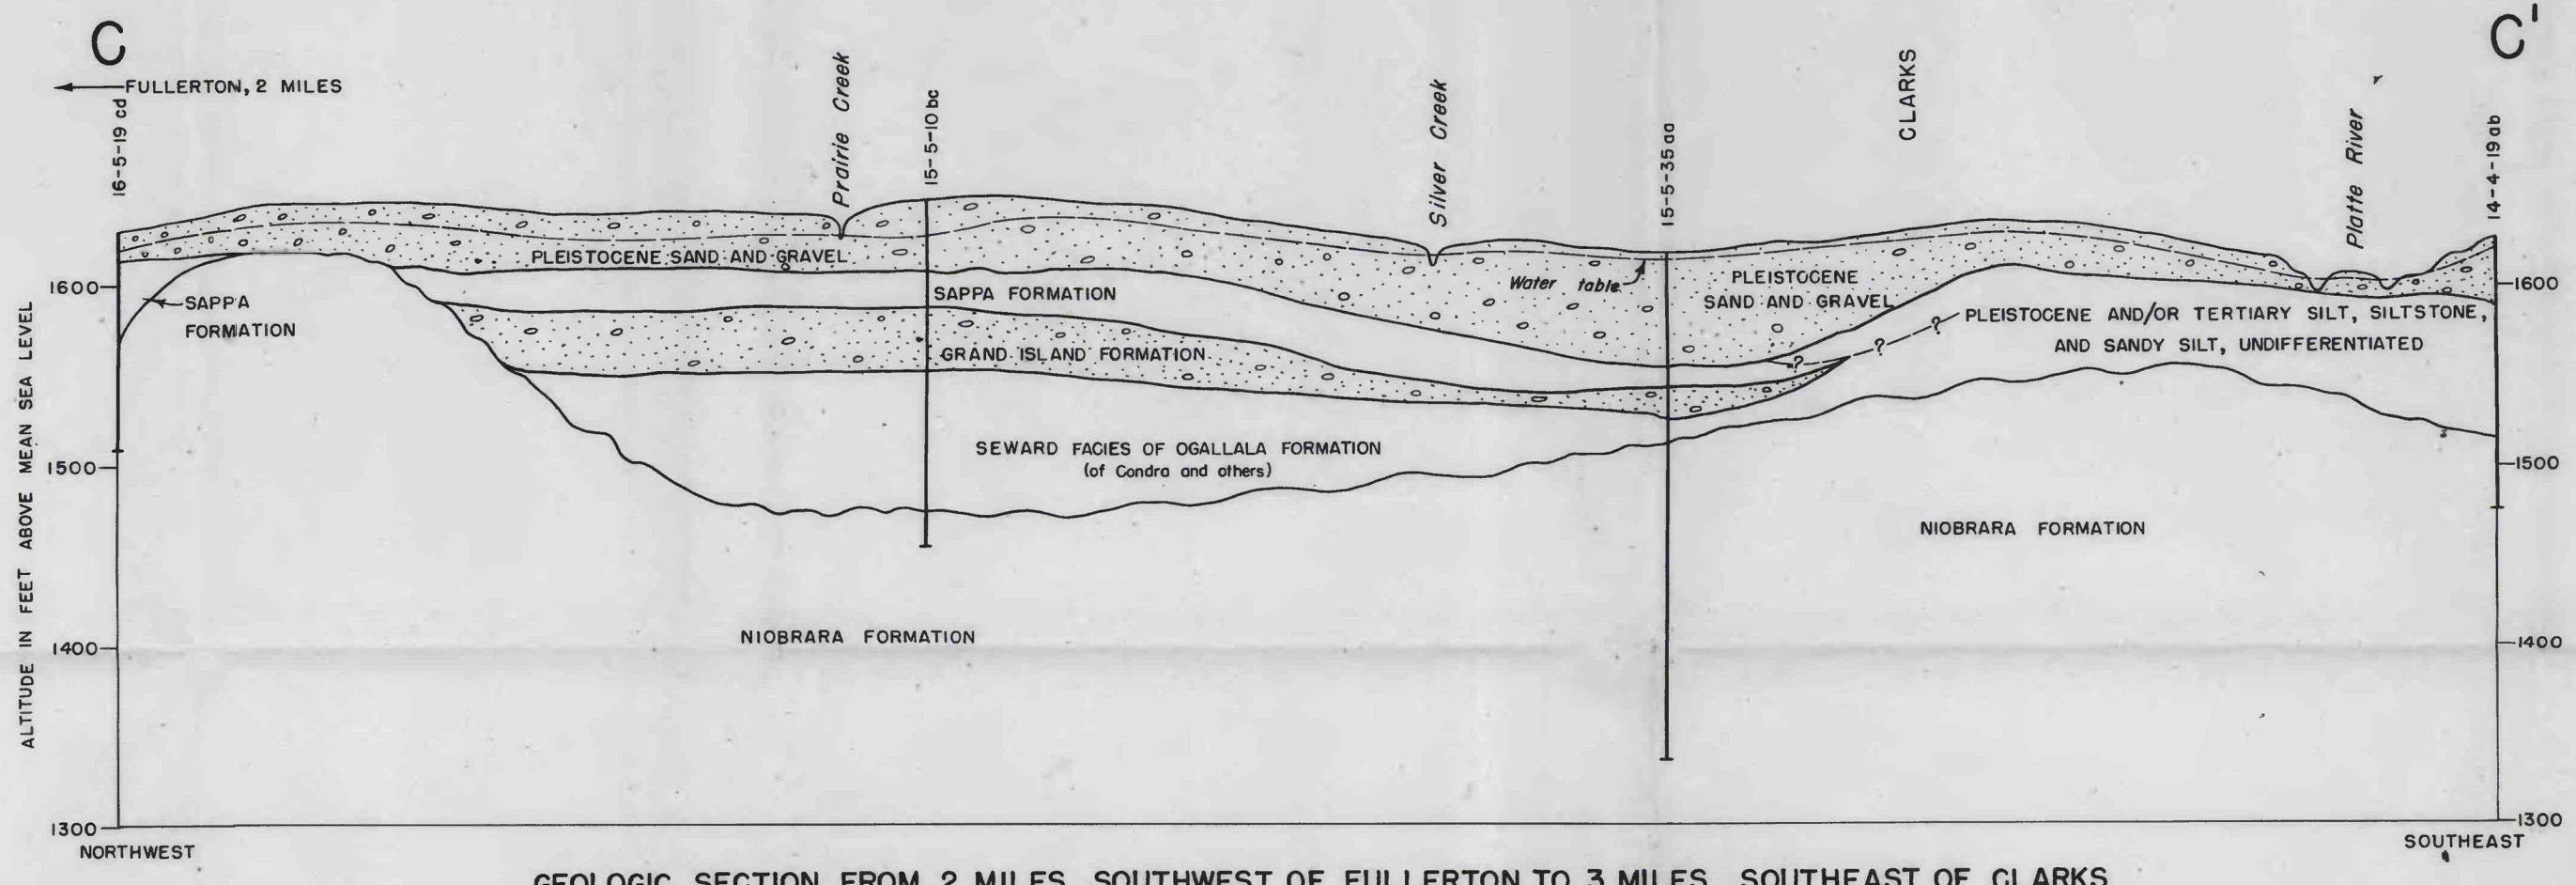 C
C'
FULLERTON, 2 MILES
16-5-19 cd
Prairie Creek
15-5-10 bc
Silver Creek
15-5-35 aa
CLARKS
Platte River
14-4-19 ab
PLEISTOCENE SAND AND GRAVEL
1600
SAPPA
FORMATION
SAPPA FORMATION
Water table
PLEISTOCENE
SAND AND GRAVEL
1600
?
?
?
PLEISTOCENE AND/OR TERTIARY SILT, SILTSTONE,
AND SANDY SILT, UNDIFFERENTIATED
GRAND ISLAND FORMATION
ALTITUDE IN FEET ABOVE MEAN SEA LEVEL
1500
SEWARD FACIES OF OGALLALA FORMATION
(of Condra and others)
1500
NIOBRARA FORMATION
NIOBRARA FORMATION
1400
1400
1300
1300
NORTHWEST
SOUTHEAST
GEOLOGIC SECTION FROM 2 MILES SOUTHWEST OF FULLERTON TO 3 MILES SOUTHEAST OF CLARKS